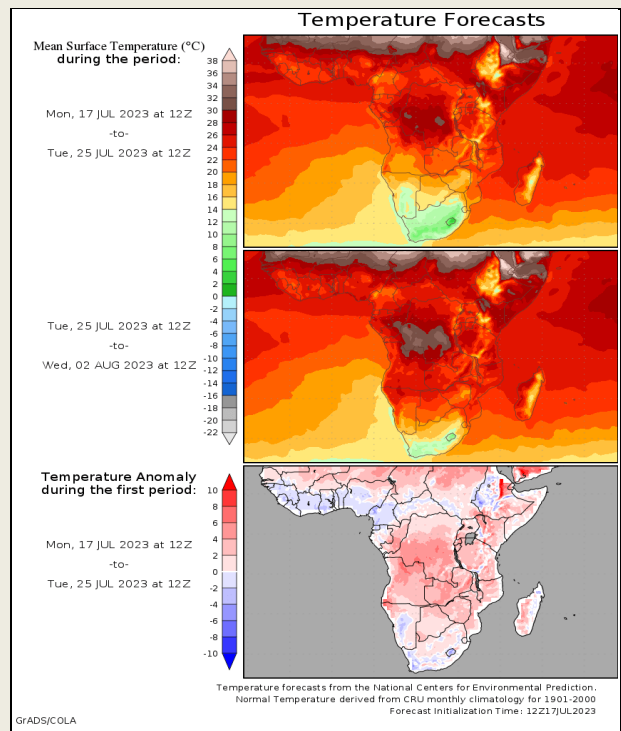 Temperature Forecasts
Mean Surface Temperature (°C)
during the period:
Mon, 17 JUL 2023 at 12Z
-to-
Tue, 25 JUL 2023 at 12Z
38
36
34
32
30
28
26
24
22
20
18
16
14
12
10
8
6
4
2
0
-2
-4
-6
-8
-10
-12
-14
-16
-18
-20
-22
Tue, 25 JUL 2023 at 12Z
-to-
Wed, 02 AUG 2023 at 12Z
Temperature Anomaly
during the first period:
Mon, 17 JUL 2023 at 12Z
-to-
Tue, 25 JUL 2023 at 12Z
10
8
6
4
2
0
-2
-4
-6
-8
-10
Temperature forecasts from the National Centers for Environmental Prediction.
Normal Temperature derived from CRU monthly climatology for 1901-2000
Forecast Initialization Time: 12Z17JUL2023
GrADS/COLA